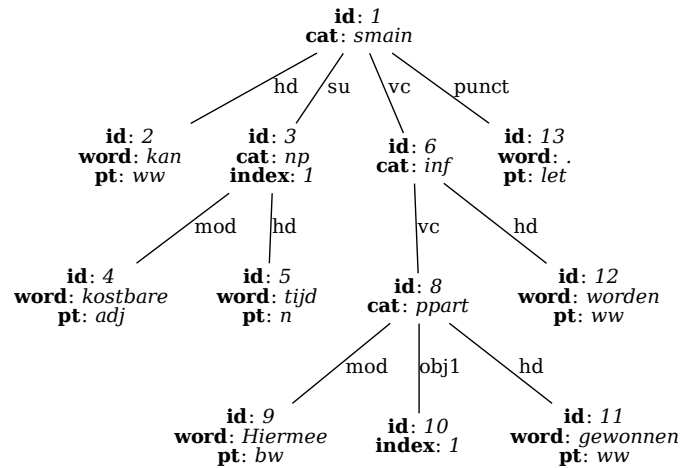 id: 1
cat: smain
hd
su
vc
punct
id: 2
word: kan
pt: ww
id: 3
cat: np
index: 1
id: 6
cat: inf
id: 13
word: .
pt: let
mod
hd
vc
hd
id: 4
word: kostbare
pt: adj
id: 5
word: tijd
pt: n
id: 8
cat: ppart
id: 12
word: worden
pt: ww
mod
obj1
hd
id: 9
word: Hiermee
pt: bw
id: 10
index: 1
id: 11
word: gewonnen
pt: ww